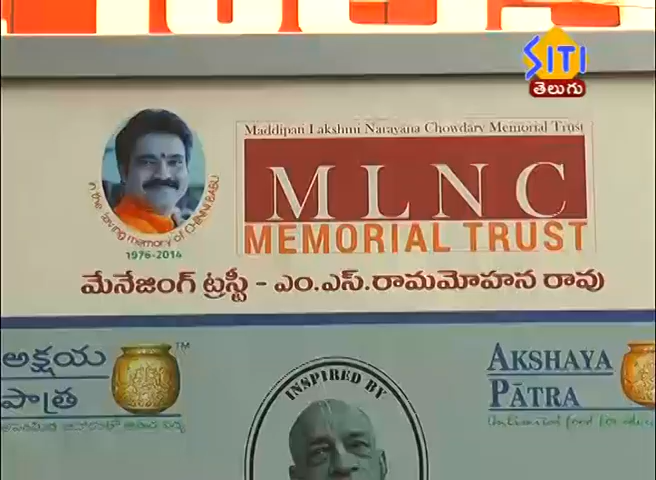 SITI
తెలుగు
Maddipati Lakshmi Narayana Chowdary Memorial Trust
MLNC
MEMORIAL TRUST
in the loving memory of CHINNI BABU
1976-2014
మేనేజింగ్ ట్రస్టీ - ఎం.ఎస్.రామమోహన రావు
అక్షయ
పాత్ర
TM
INSPIRED BY
AKSHAYA
PĀTRA